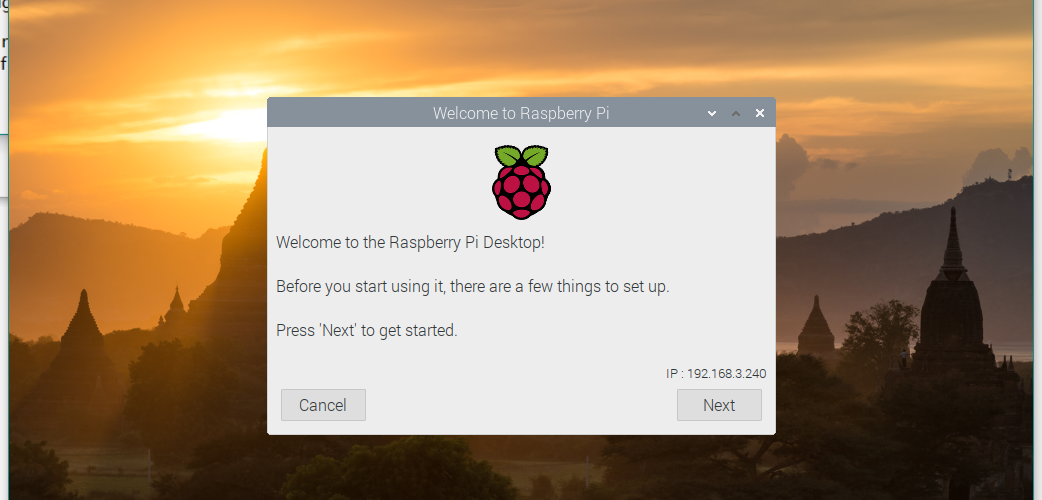 Welcome to Raspberry Pi
Welcome to the Raspberry Pi Desktop!
Before you start using it, there are a few things to set up.
Press 'Next' to get started.
IP : 192.168.3.240
Cancel
Next